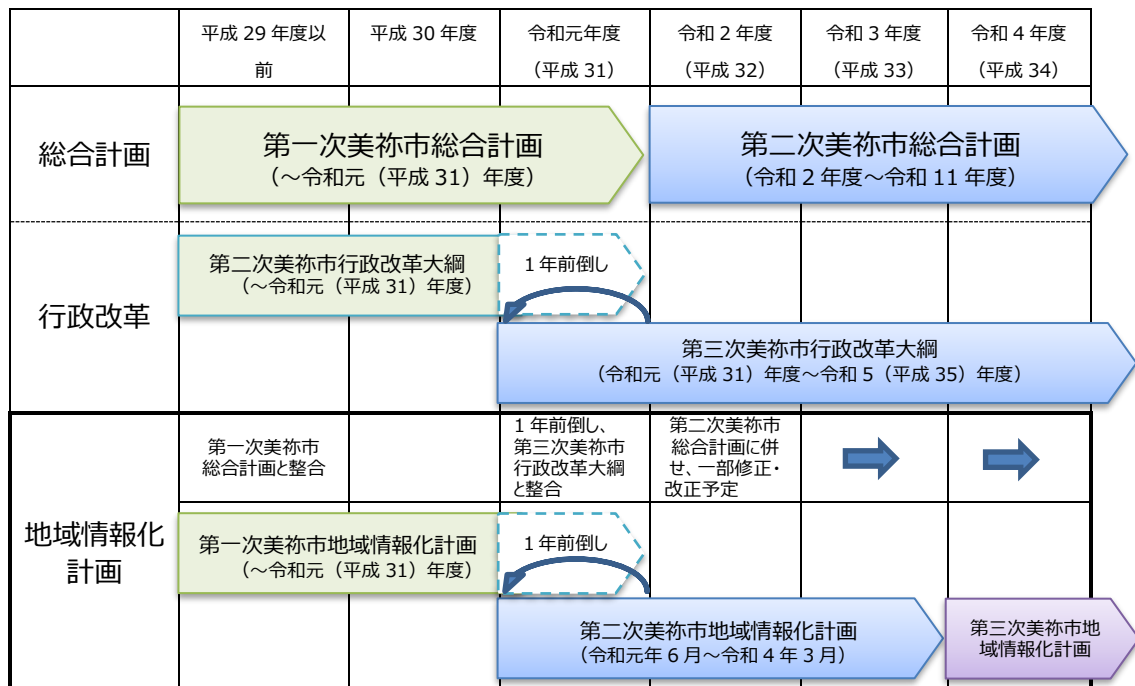 平成 29 年度以
前
平成 30 年度
令和元年度
（平成 31）
令和 2 年度
（平成 32）
令和 3 年度
（平成 33）
令和 4 年度
（平成 34）
総合計画
第一次美祢市総合計画
（～令和元（平成 31）年度）
第二次美祢市総合計画
（令和 2 年度～令和 11 年度）
行政改革
第二次美祢市行政改革大綱
（～令和元（平成 31）年度）
1 年前倒し
第三次美祢市行政改革大綱
（令和元（平成 31）年度～令和 5（平成 35）年度）
地域情報化
計画
第一次美祢市
総合計画と整合
1 年前倒し、
第三次美祢市
行政改革大綱
と整合
第二次美祢市
総合計画に併
せ、一部修正・
改正予定
第一次美祢市地域情報化計画
（～令和元（平成 31）年度）
1 年前倒し
第二次美祢市地域情報化計画
（令和元年 6 月～令和 4 年 3 月）
第三次美祢市地
域情報化計画